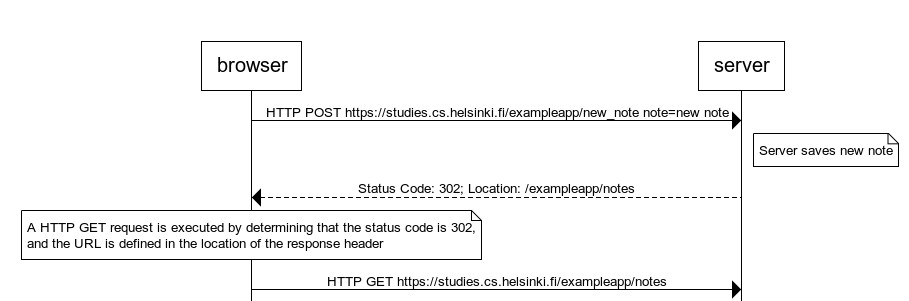 browser
server
HTTP POST https://studies.cs.helsinki.fi/exampleapp/new_note note=new note
Server saves new note
Status Code: 302; Location: /exampleapp/notes
A HTTP GET request is executed by determining that the status code is 302,
and the URL is defined in the location of the response header
HTTP GET https://studies.cs.helsinki.fi/exampleapp/notes